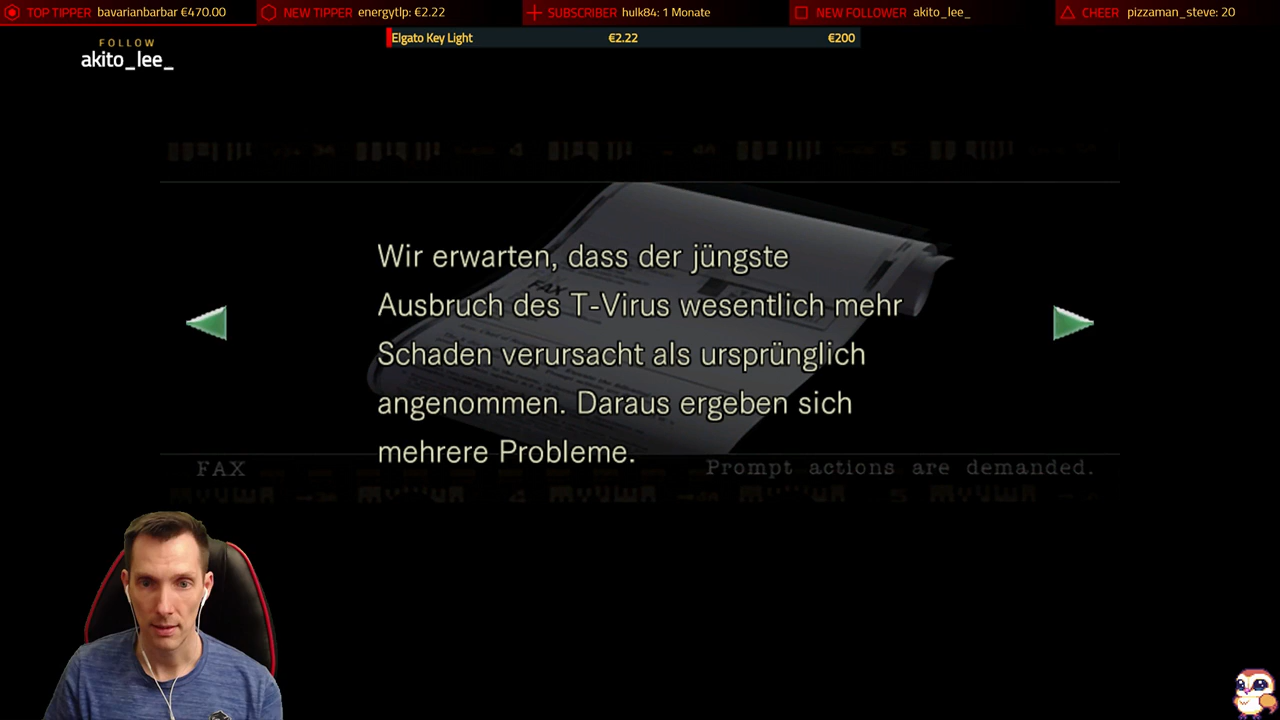 TOP TIPPER bavarianbarbar €470.00
NEW TIPPER energytlp: €2.22
SUBSCRIBER hulk84: 1 Monate
NEW FOLLOWER akito_lee_
CHEER pizzaman_steve: 20
FOLLOW
akito_lee_
Elgato Key Light €2.22 €200
Wir erwarten, dass der jüngste
Ausbruch des T-Virus wesentlich mehr
Schaden verursacht als ursprünglich
angenommen. Daraus ergeben sich
mehrere Probleme.
FAX
FAX Prompt actions are demanded.